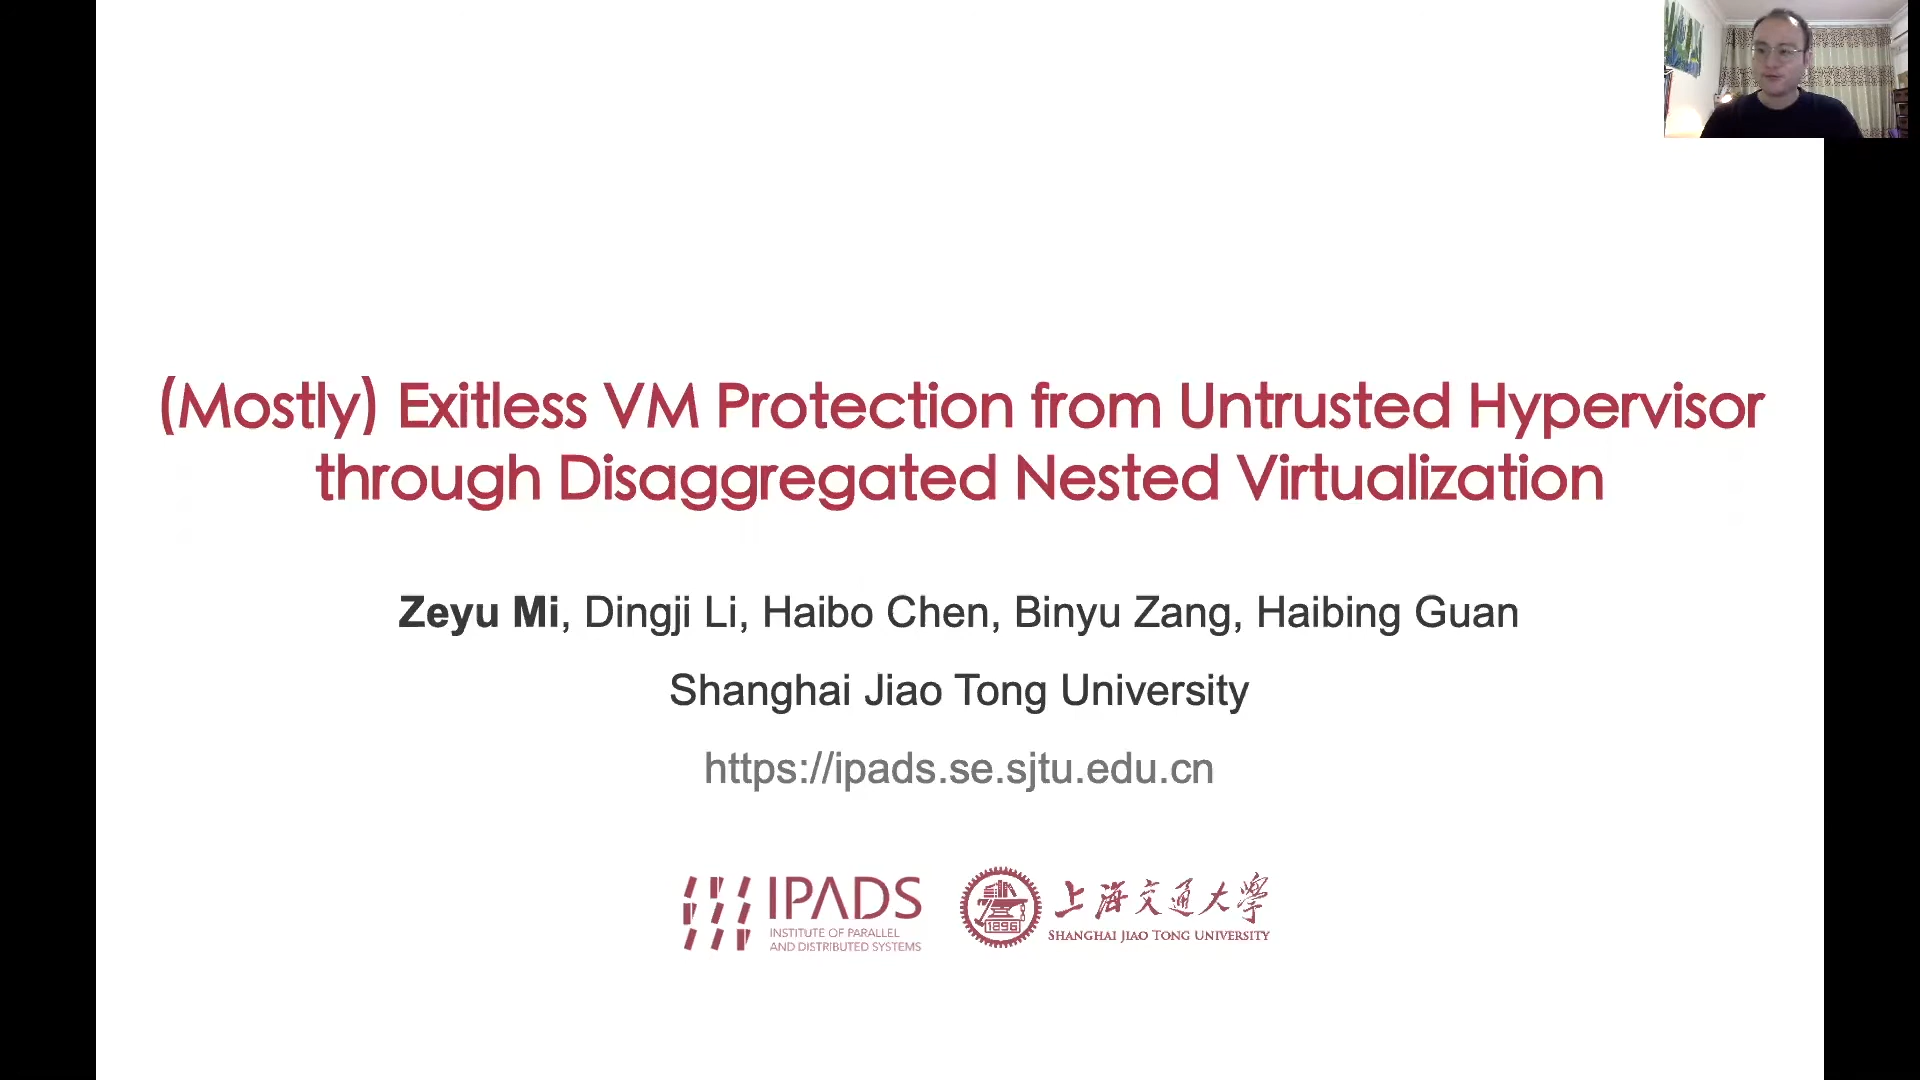 (Mostly) Exitless VM Protection from Untrusted Hypervisor
through Disaggregated Nested Virtualization
Zeyu Mi, Dingji Li, Haibo Chen, Binyu Zang, Haibing Guan
Shanghai Jiao Tong University
https://ipads.se.sjtu.edu.cn
IPADS
INSTITUTE OF PARALLEL
AND DISTRIBUTED SYSTEMS
1896
上海交通大學
SHANGHAI JIAO TONG UNIVERSITY